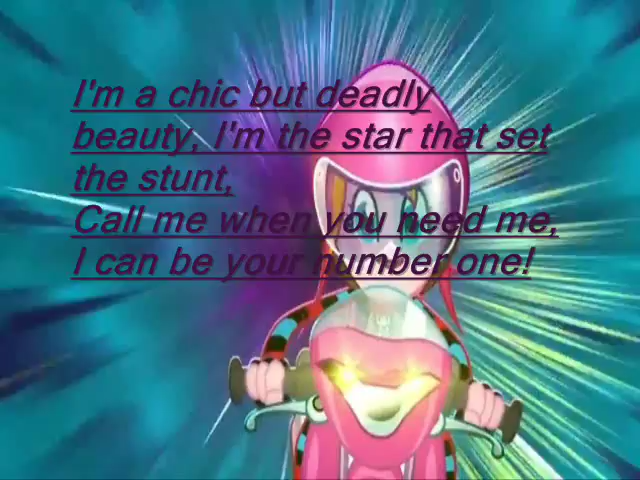 I'm a chic but deadly
beauty, I'm the star that set
the stunt,
Call me when you need me,
I can be your number one!